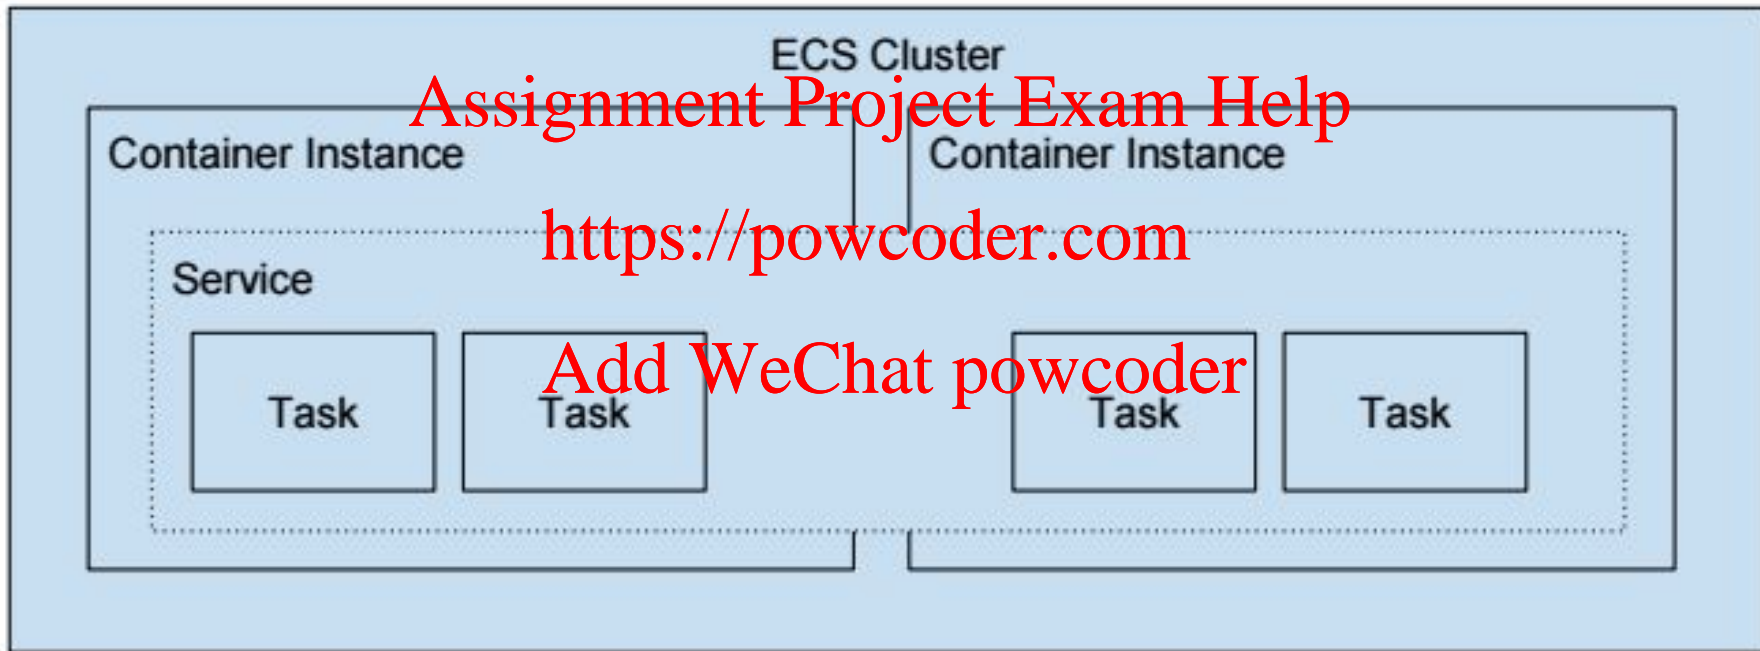 ECS Cluster
Assignment Project Exam Help
Container Instance
Container Instance
https://powcoder.com
Service
Add WeChat powcoder
Task
Task
Task
Task